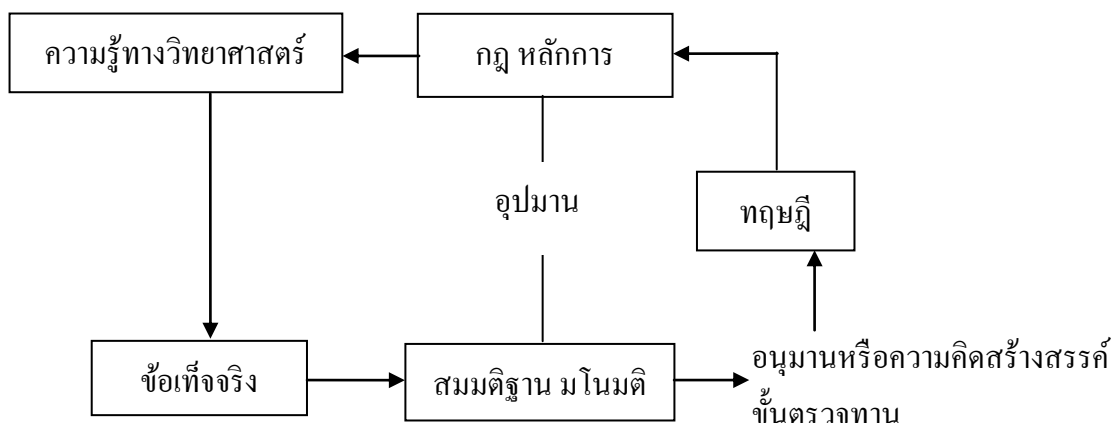 ความรู้ทางวิทยาศาสตร์
กฎ หลักการ
อุปมาน
ทฤษฎี
ข้อเท็จจริง
สมมติฐาน มโนมติ
อนุมานหรือความคิดสร้างสรรค์
ขั้นตรวจทาน